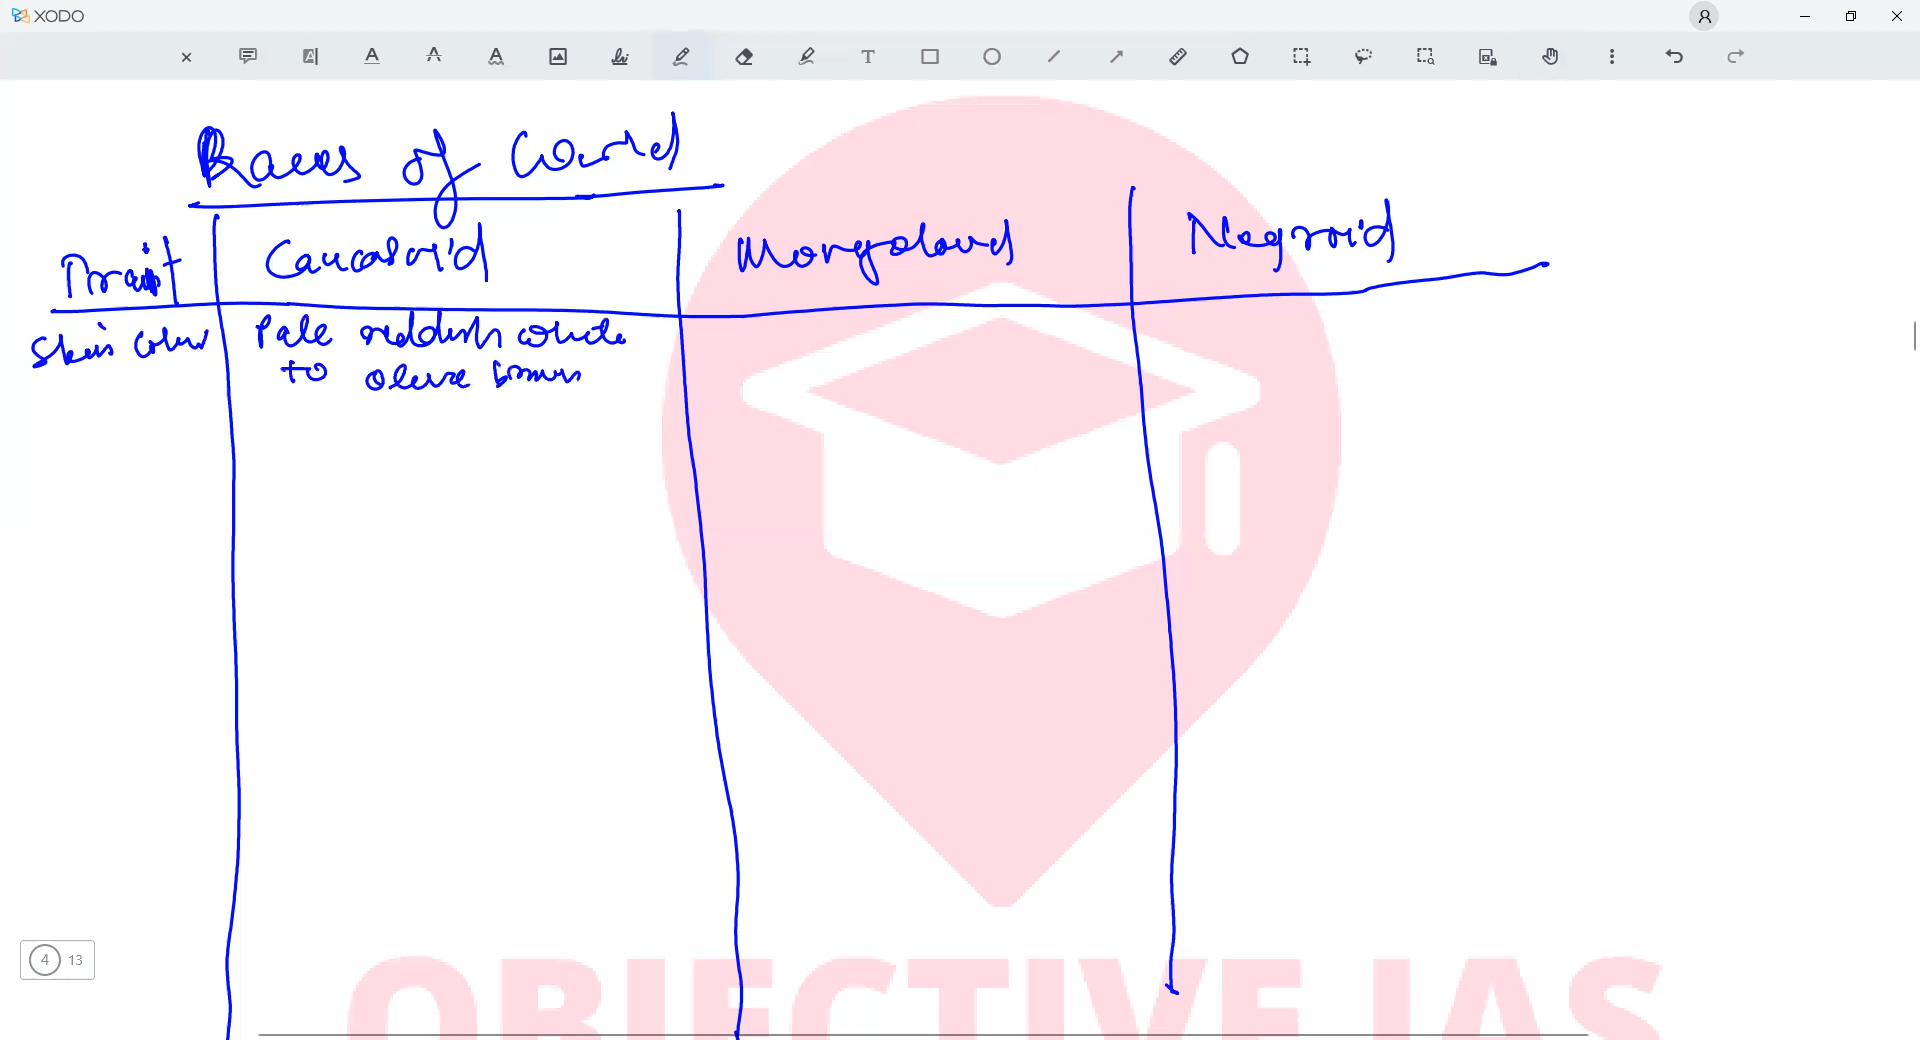 XODO
Races of World
Trait Caucasoid Mongoloid Negroid
Skin colour Pale reddish white
to olive brown
4 13
OBJECTIVE IAS